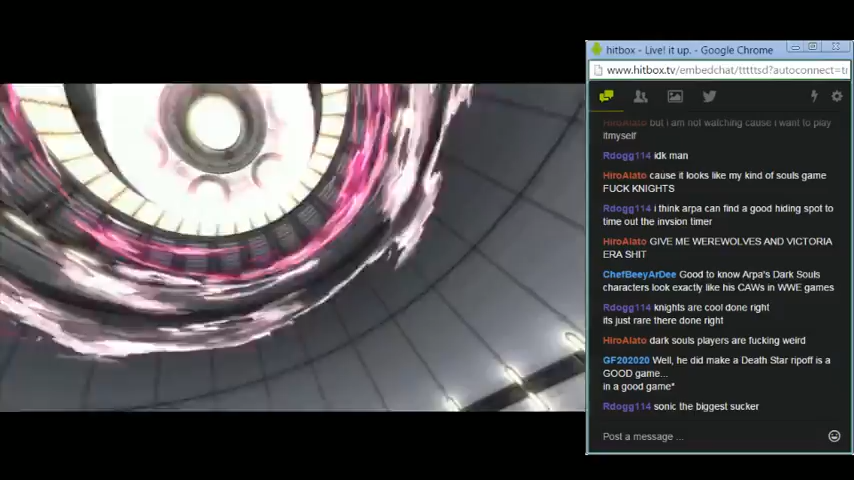 hitbox - Live! it up. - Google Chrome
www.hitbox.tv/embedchat/tttttsd?autoconnect=tr
HiroAlato but i am not watching cause i want to play
itmyself
Rdogg114 idk man
HiroAlato cause it looks like my kind of souls game
FUCK KNIGHTS
Rdogg114 i think arpa can find a good hiding spot to
time out the invsion timer
HiroAlato GIVE ME WEREWOLVES AND VICTORIA
ERA SHIT
ChefBeeyArDee Good to know Arpa's Dark Souls
characters look exactly like his CAWs in WWE games
Rdogg114 knights are cool done right
its just rare there done right
HiroAlato dark souls players are fucking weird
GF202020 Well, he did make a Death Star ripoff is a
GOOD game...
in a good game*
Rdogg114 sonic the biggest sucker
Post a message ...